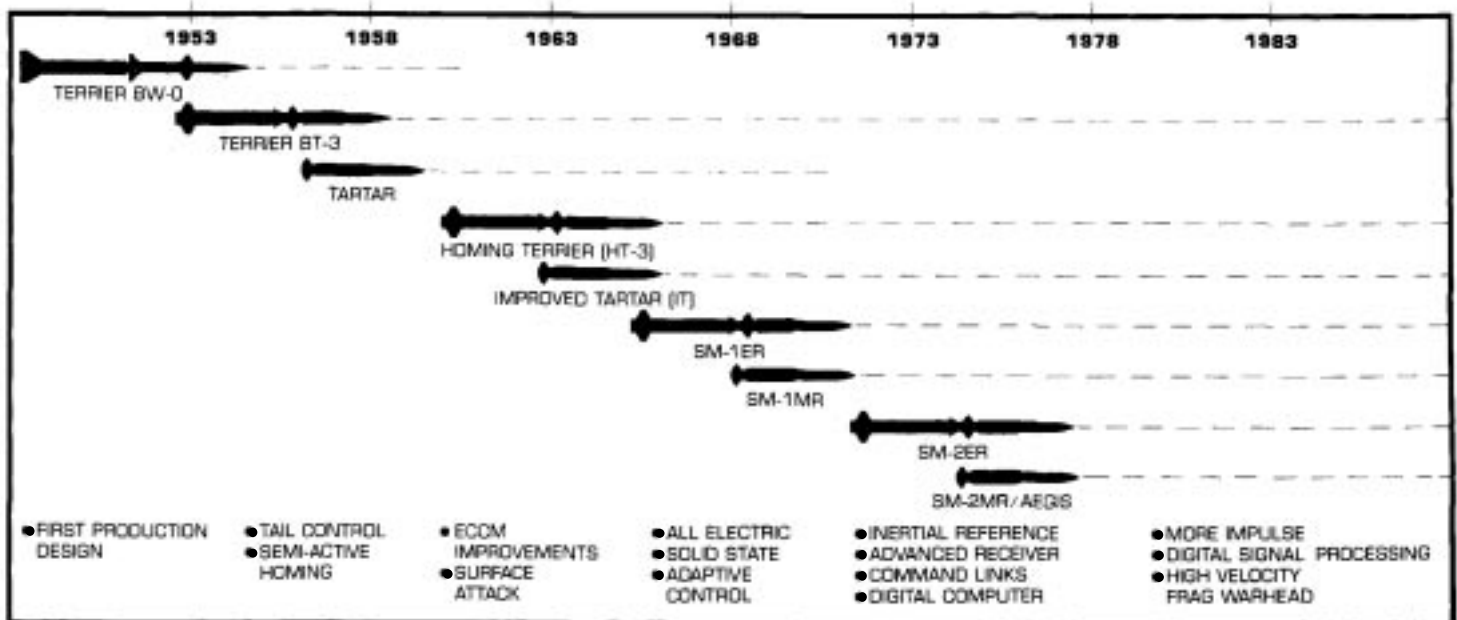 1953 1958 1963 1968 1973 1978 1983
TERRIER BW-0
TERRIER BT-3
TARTAR
HOMING TERRIER (HT-3)
IMPROVED TARTAR (IT)
SM-1ER
SM-1MR
SM-2ER
SM-2MR/AEGIS
●FIRST PRODUCTION
DESIGN
●TAIL CONTROL
●SEMI-ACTIVE
HOMING
●ECCM
IMPROVEMENTS
●SURFACE
ATTACK
●ALL ELECTRIC
●SOLID STATE
●ADAPTIVE
CONTROL
●INERTIAL REFERENCE
●ADVANCED RECEIVER
●COMMAND LINKS
●DIGITAL COMPUTER
●MORE IMPULSE
●DIGITAL SIGNAL PROCESSING
●HIGH VELOCITY
FRAG WARHEAD